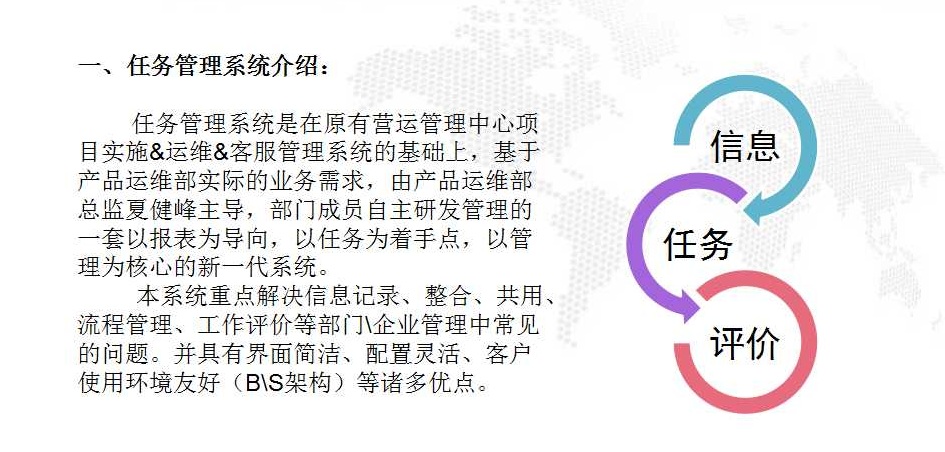 一、任务管理系统介绍：
任务管理系统是在原有营运管理中心项
目实施&运维&客服管理系统的基础上，基于
产品运维部实际的业务需求，由产品运维部
总监夏健峰主导，部门成员自主研发管理的
一套以报表为导向，以任务为着手点，以管
理为核心的新一代系统。
本系统重点解决信息记录、整合、共用、
流程管理、工作评价等部门\企业管理中常见
的问题。并具有界面简洁、配置灵活、客户
使用环境友好（B\S架构）等诸多优点。
信息
任务
评价